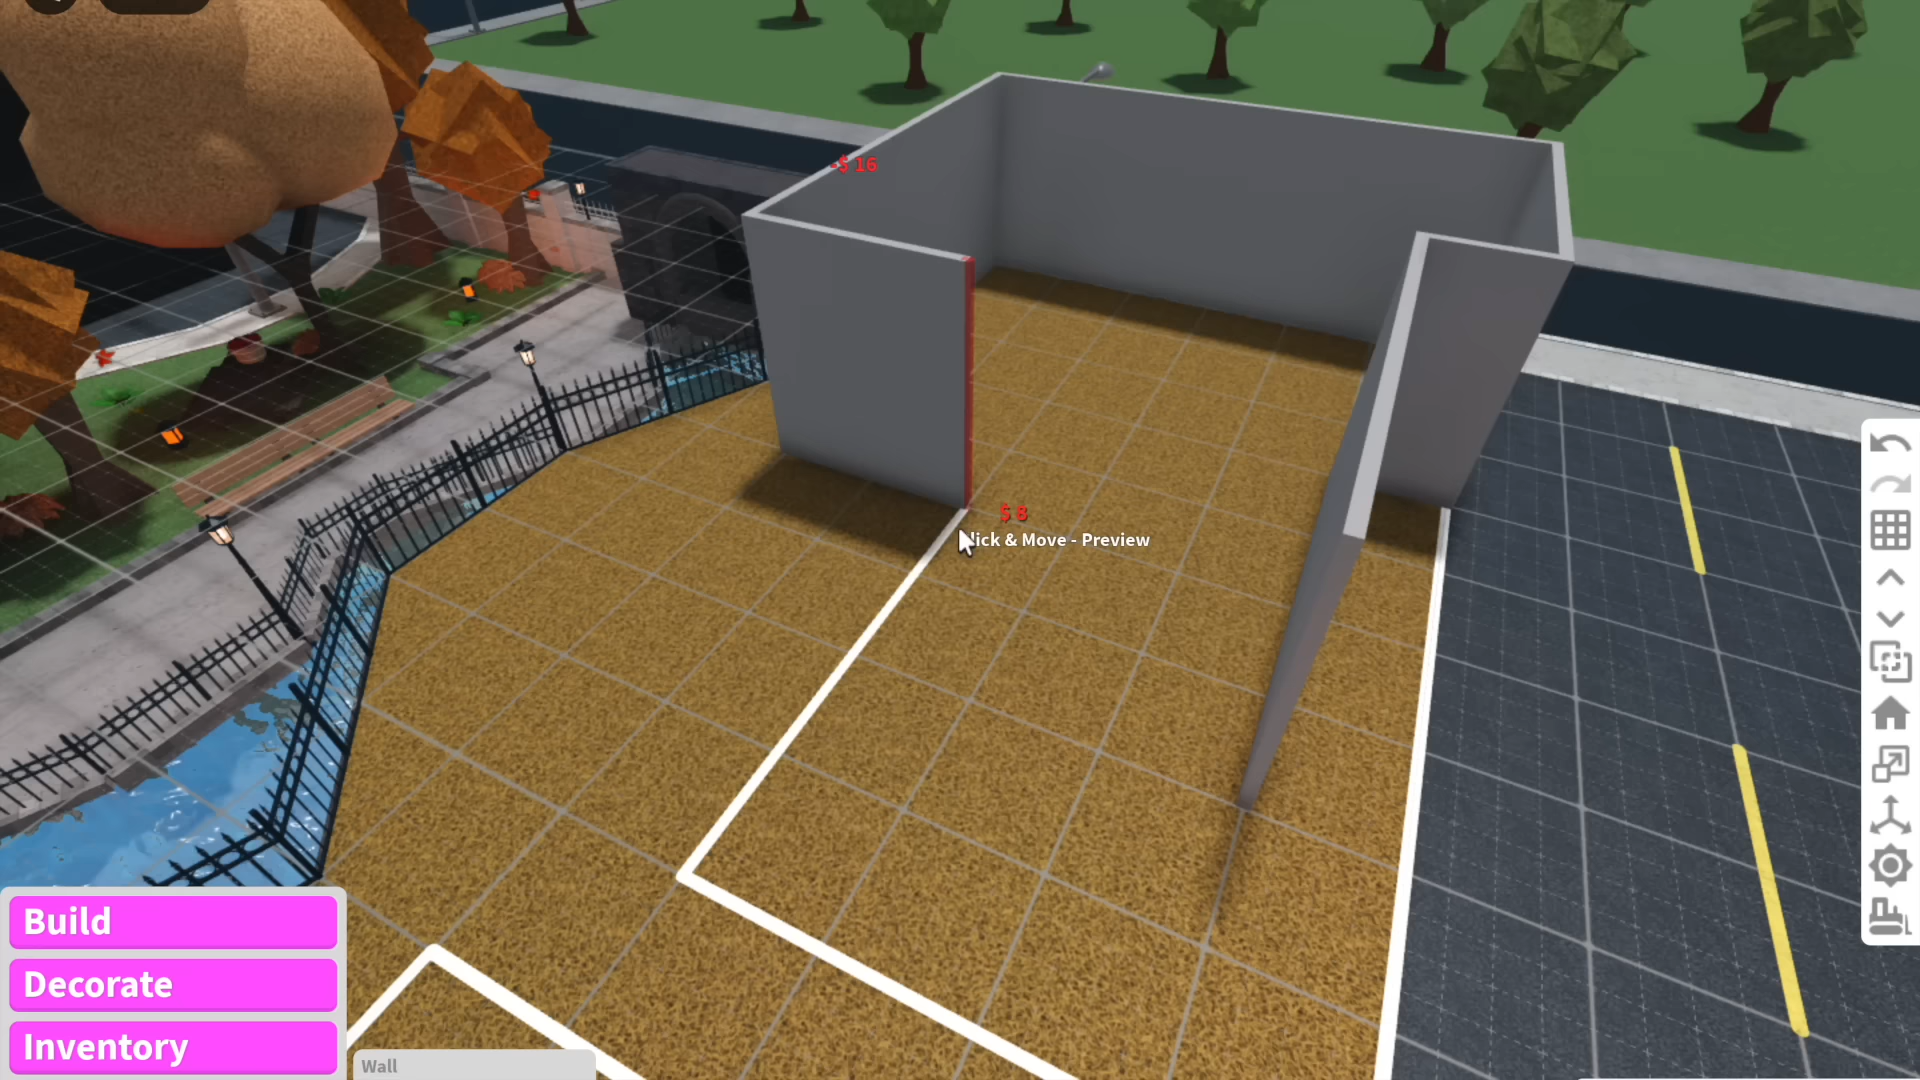 -$ 16
$ 8
lick & Move - Preview
Build
Decorate
Inventory
Wall